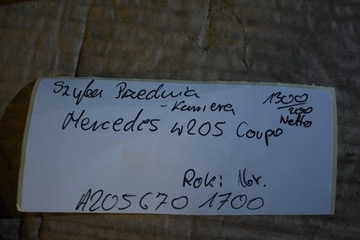 Szyba Przednia
- Kamera 1300/200
Netto
Mercedes W205 Coupe
Roki 16r.
A205 670 1700